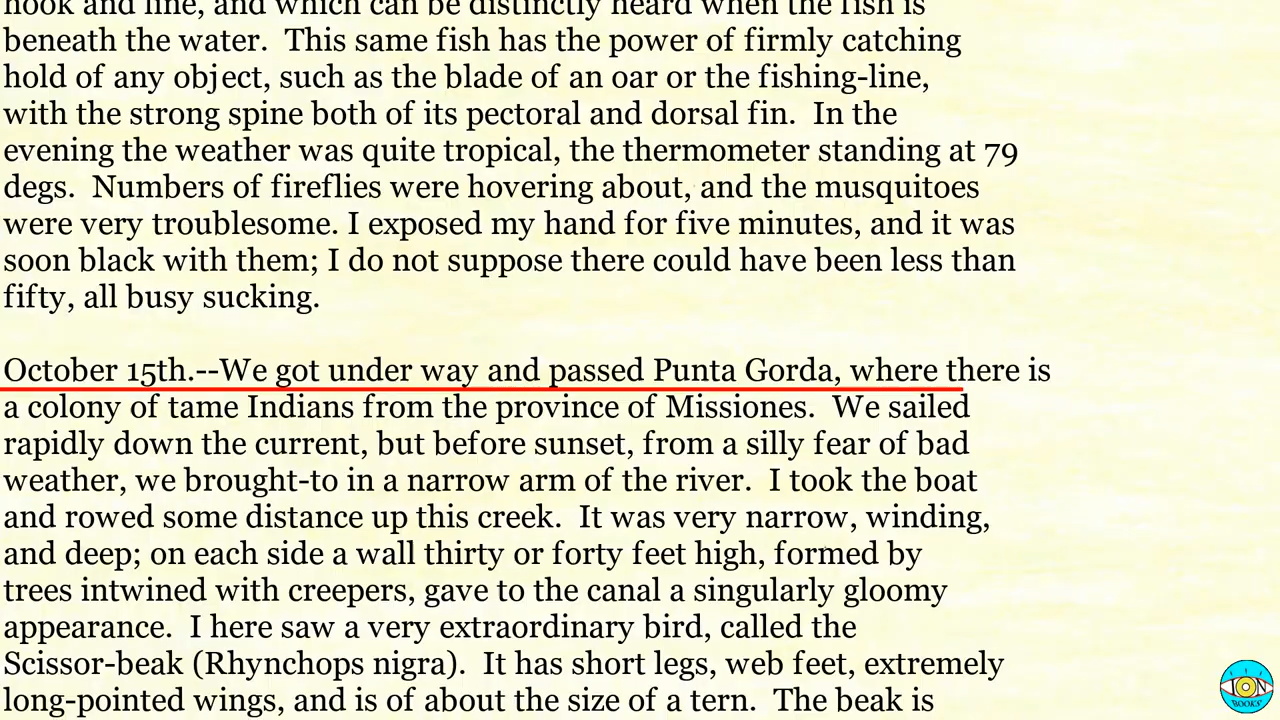 hook and line, and which can be distinctly heard when the fish is
beneath the water.  This same fish has the power of firmly catching
hold of any object, such as the blade of an oar or the fishing-line,
with the strong spine both of its pectoral and dorsal fin.  In the
evening the weather was quite tropical, the thermometer standing at 79
degs.  Numbers of fireflies were hovering about, and the musquitoes
were very troublesome. I exposed my hand for five minutes, and it was
soon black with them; I do not suppose there could have been less than
fifty, all busy sucking.
October 15th.--We got under way and passed Punta Gorda, where there is
a colony of tame Indians from the province of Missiones.  We sailed
rapidly down the current, but before sunset, from a silly fear of bad
weather, we brought-to in a narrow arm of the river.  I took the boat
and rowed some distance up this creek.  It was very narrow, winding,
and deep; on each side a wall thirty or forty feet high, formed by
trees intwined with creepers, gave to the canal a singularly gloomy
appearance.  I here saw a very extraordinary bird, called the
Scissor-beak (Rhynchops nigra).  It has short legs, web feet, extremely
long-pointed wings, and is of about the size of a tern.  The beak is
ION
BOOKS